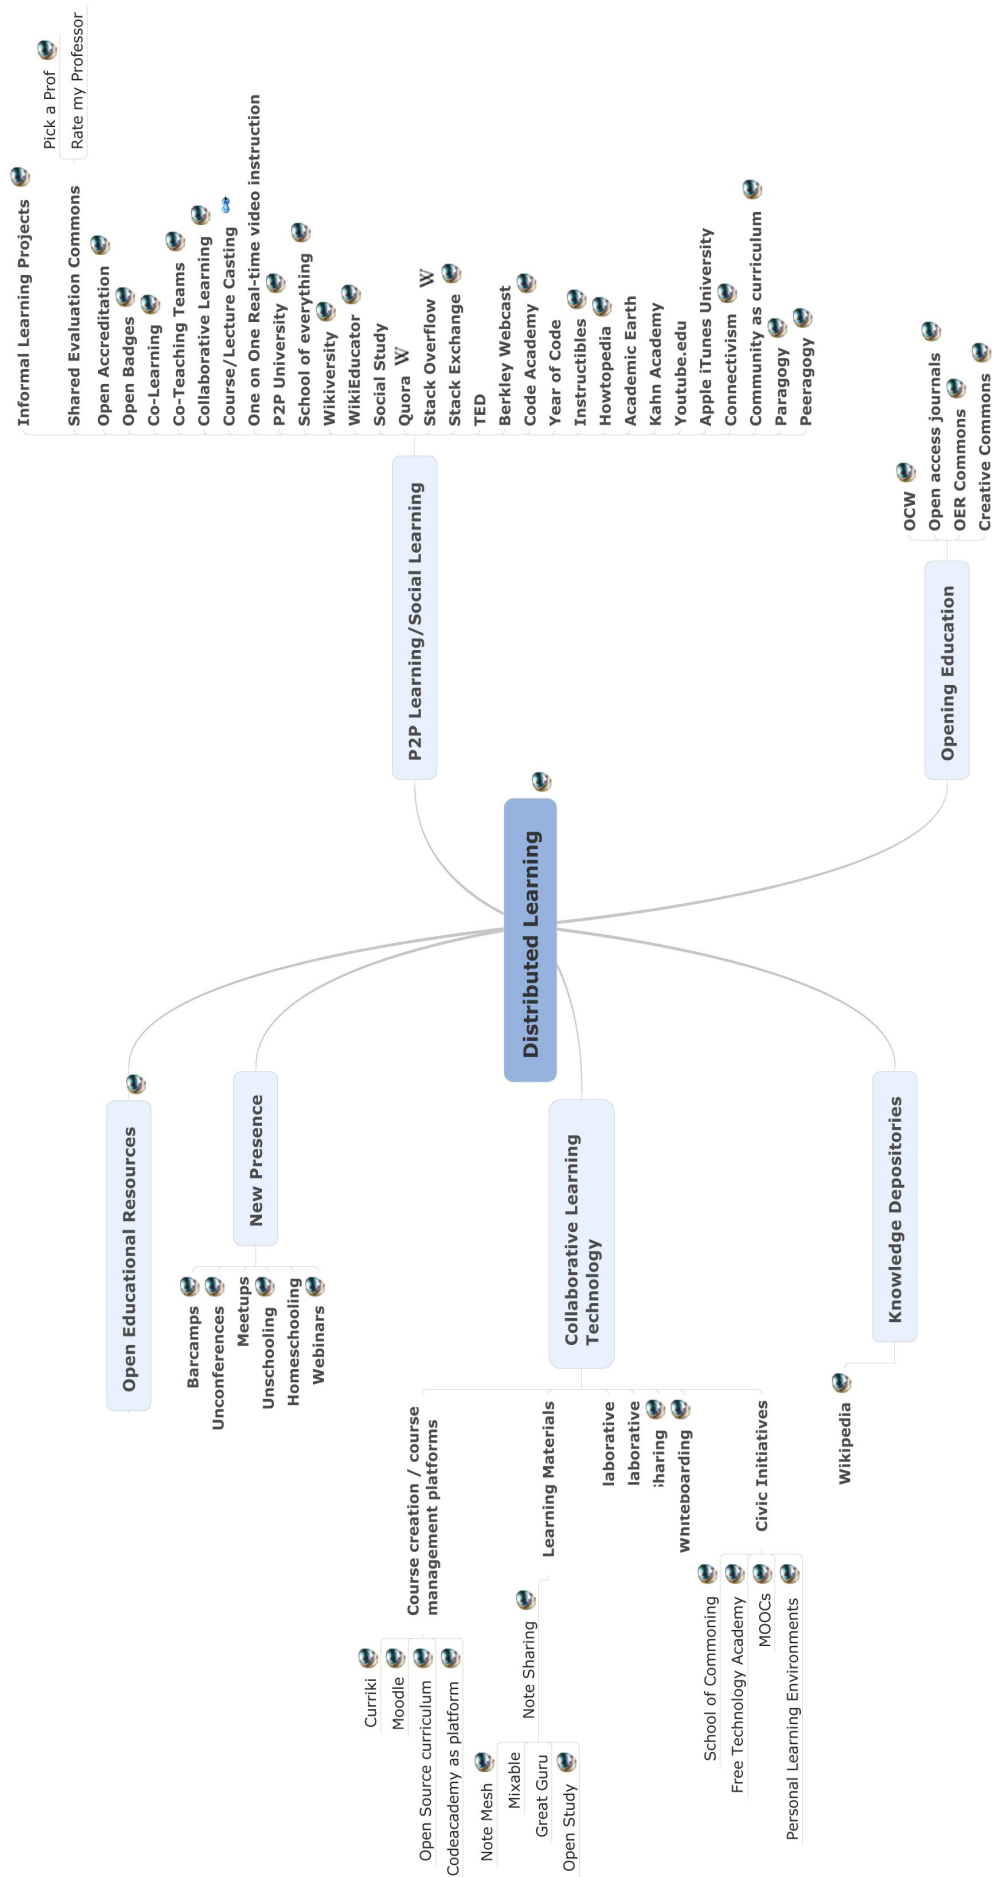 Distributed Learning
P2P Learning/Social Learning
Informal Learning Projects
Shared Evaluation Commons
Pick a Prof
Rate my Professor
Open Accreditation
Open Badges
Co-Learning
Co-Teaching Teams
Collaborative Learning
Course/Lecture Casting
One on One Real-time video instruction
P2P University
School of everything
Wikiversity
WikiEducator
Social Study
Quora W
Stack Overflow W
Stack Exchange
TED
Berkley Webcast
Code Academy
Year of Code
Instructibles
Howtopedia
Academic Earth
Kahn Academy
Youtube.edu
Apple iTunes University
Connectivism
Community as curriculum
Paragogy
Peeragogy
Opening Education
OCW
Open access journals
OER Commons
Creative Commons
Open Educational Resources
New Presence
Barcamps
Unconferences
Meetups
Unschooling
Homeschooling
Webinars
Collaborative Learning
Technology
Course creation / course
management platforms
Curriki
Moodle
Open Source curriculum
Codeacademy as platform
Learning Materials
Note Sharing
Note Mesh
Mixable
Great Guru
Open Study
laborative
laborative
haring
Whiteboarding
Civic Initiatives
School of Commoning
Free Technology Academy
MOOCs
Personal Learning Environments
Knowledge Depositories
Wikipedia